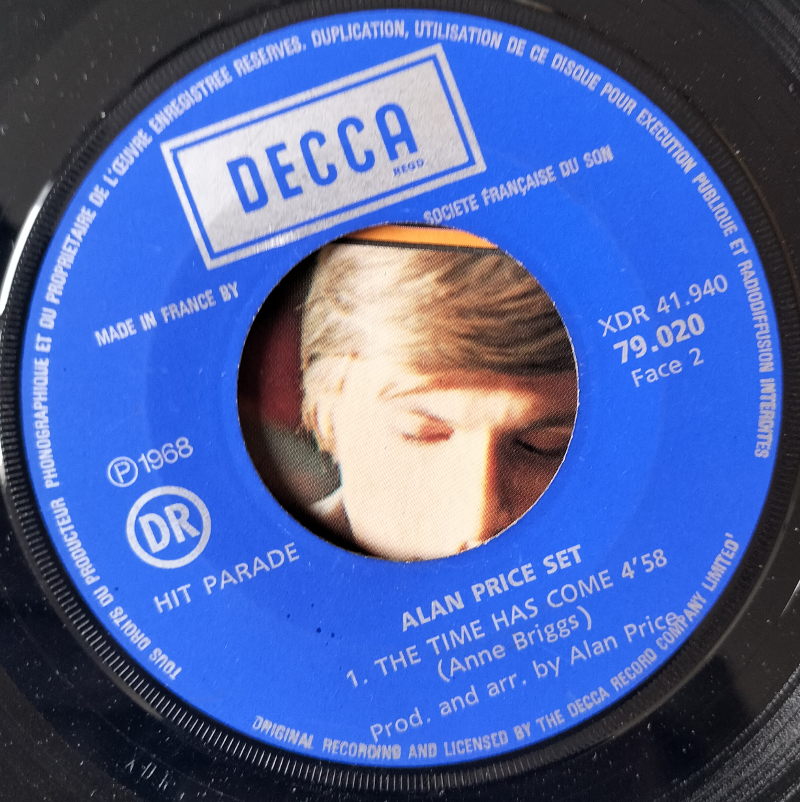 TOUS DROITS DU PRODUCTEUR PHONOGRAPHIQUE ET DU PROPRIETAIRE DE L'ŒUVRE ENREGISTREE RESERVES. DUPLICATION, UTILISATION DE CE DISQUE POUR EXECUTION PUBLIQUE ET RADIODIFFUSION INTERDITES
DECCA
REGD.
MADE IN FRANCE BY SOCIETE FRANÇAISE DU SON
XDR 41.940
79.020
Face 2
Ⓟ 1968
DR
HIT PARADE
ALAN PRICE SET
1. THE TIME HAS COME 4'58
(Anne Briggs)
Prod. and arr. by Alan Price
ORIGINAL RECORDING AND LICENSED BY THE DECCA RECORD COMPANY LIMITED'